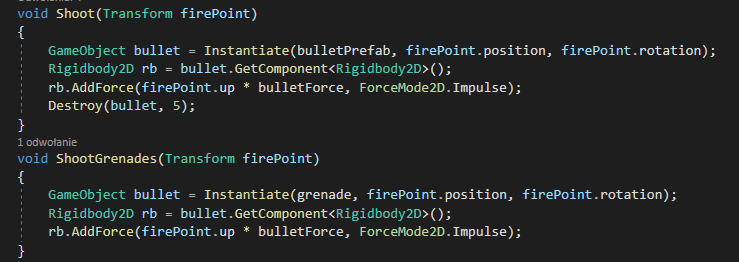 void Shoot(Transform firePoint)
{
GameObject bullet = Instantiate(bulletPrefab, firePoint.position, firePoint.rotation);
Rigidbody2D rb = bullet.GetComponent<Rigidbody2D>();
rb.AddForce(firePoint.up * bulletForce, ForceMode2D.Impulse);
Destroy(bullet, 5);
}
1 odwołanie
void ShootGrenades(Transform firePoint)
{
GameObject bullet = Instantiate(grenade, firePoint.position, firePoint.rotation);
Rigidbody2D rb = bullet.GetComponent<Rigidbody2D>();
rb.AddForce(firePoint.up * bulletForce, ForceMode2D.Impulse);
}